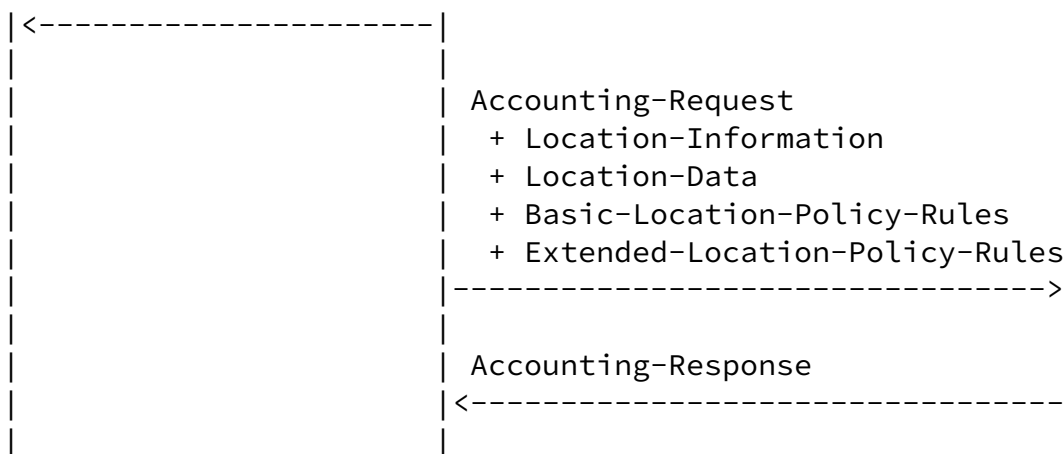 |<----------------------|
Accounting-Request
+ Location-Information
+ Location-Data
+ Basic-Location-Policy-Rules
+ Extended-Location-Policy-Rules
|--------------------------------->
Accounting-Response
|<---------------------------------